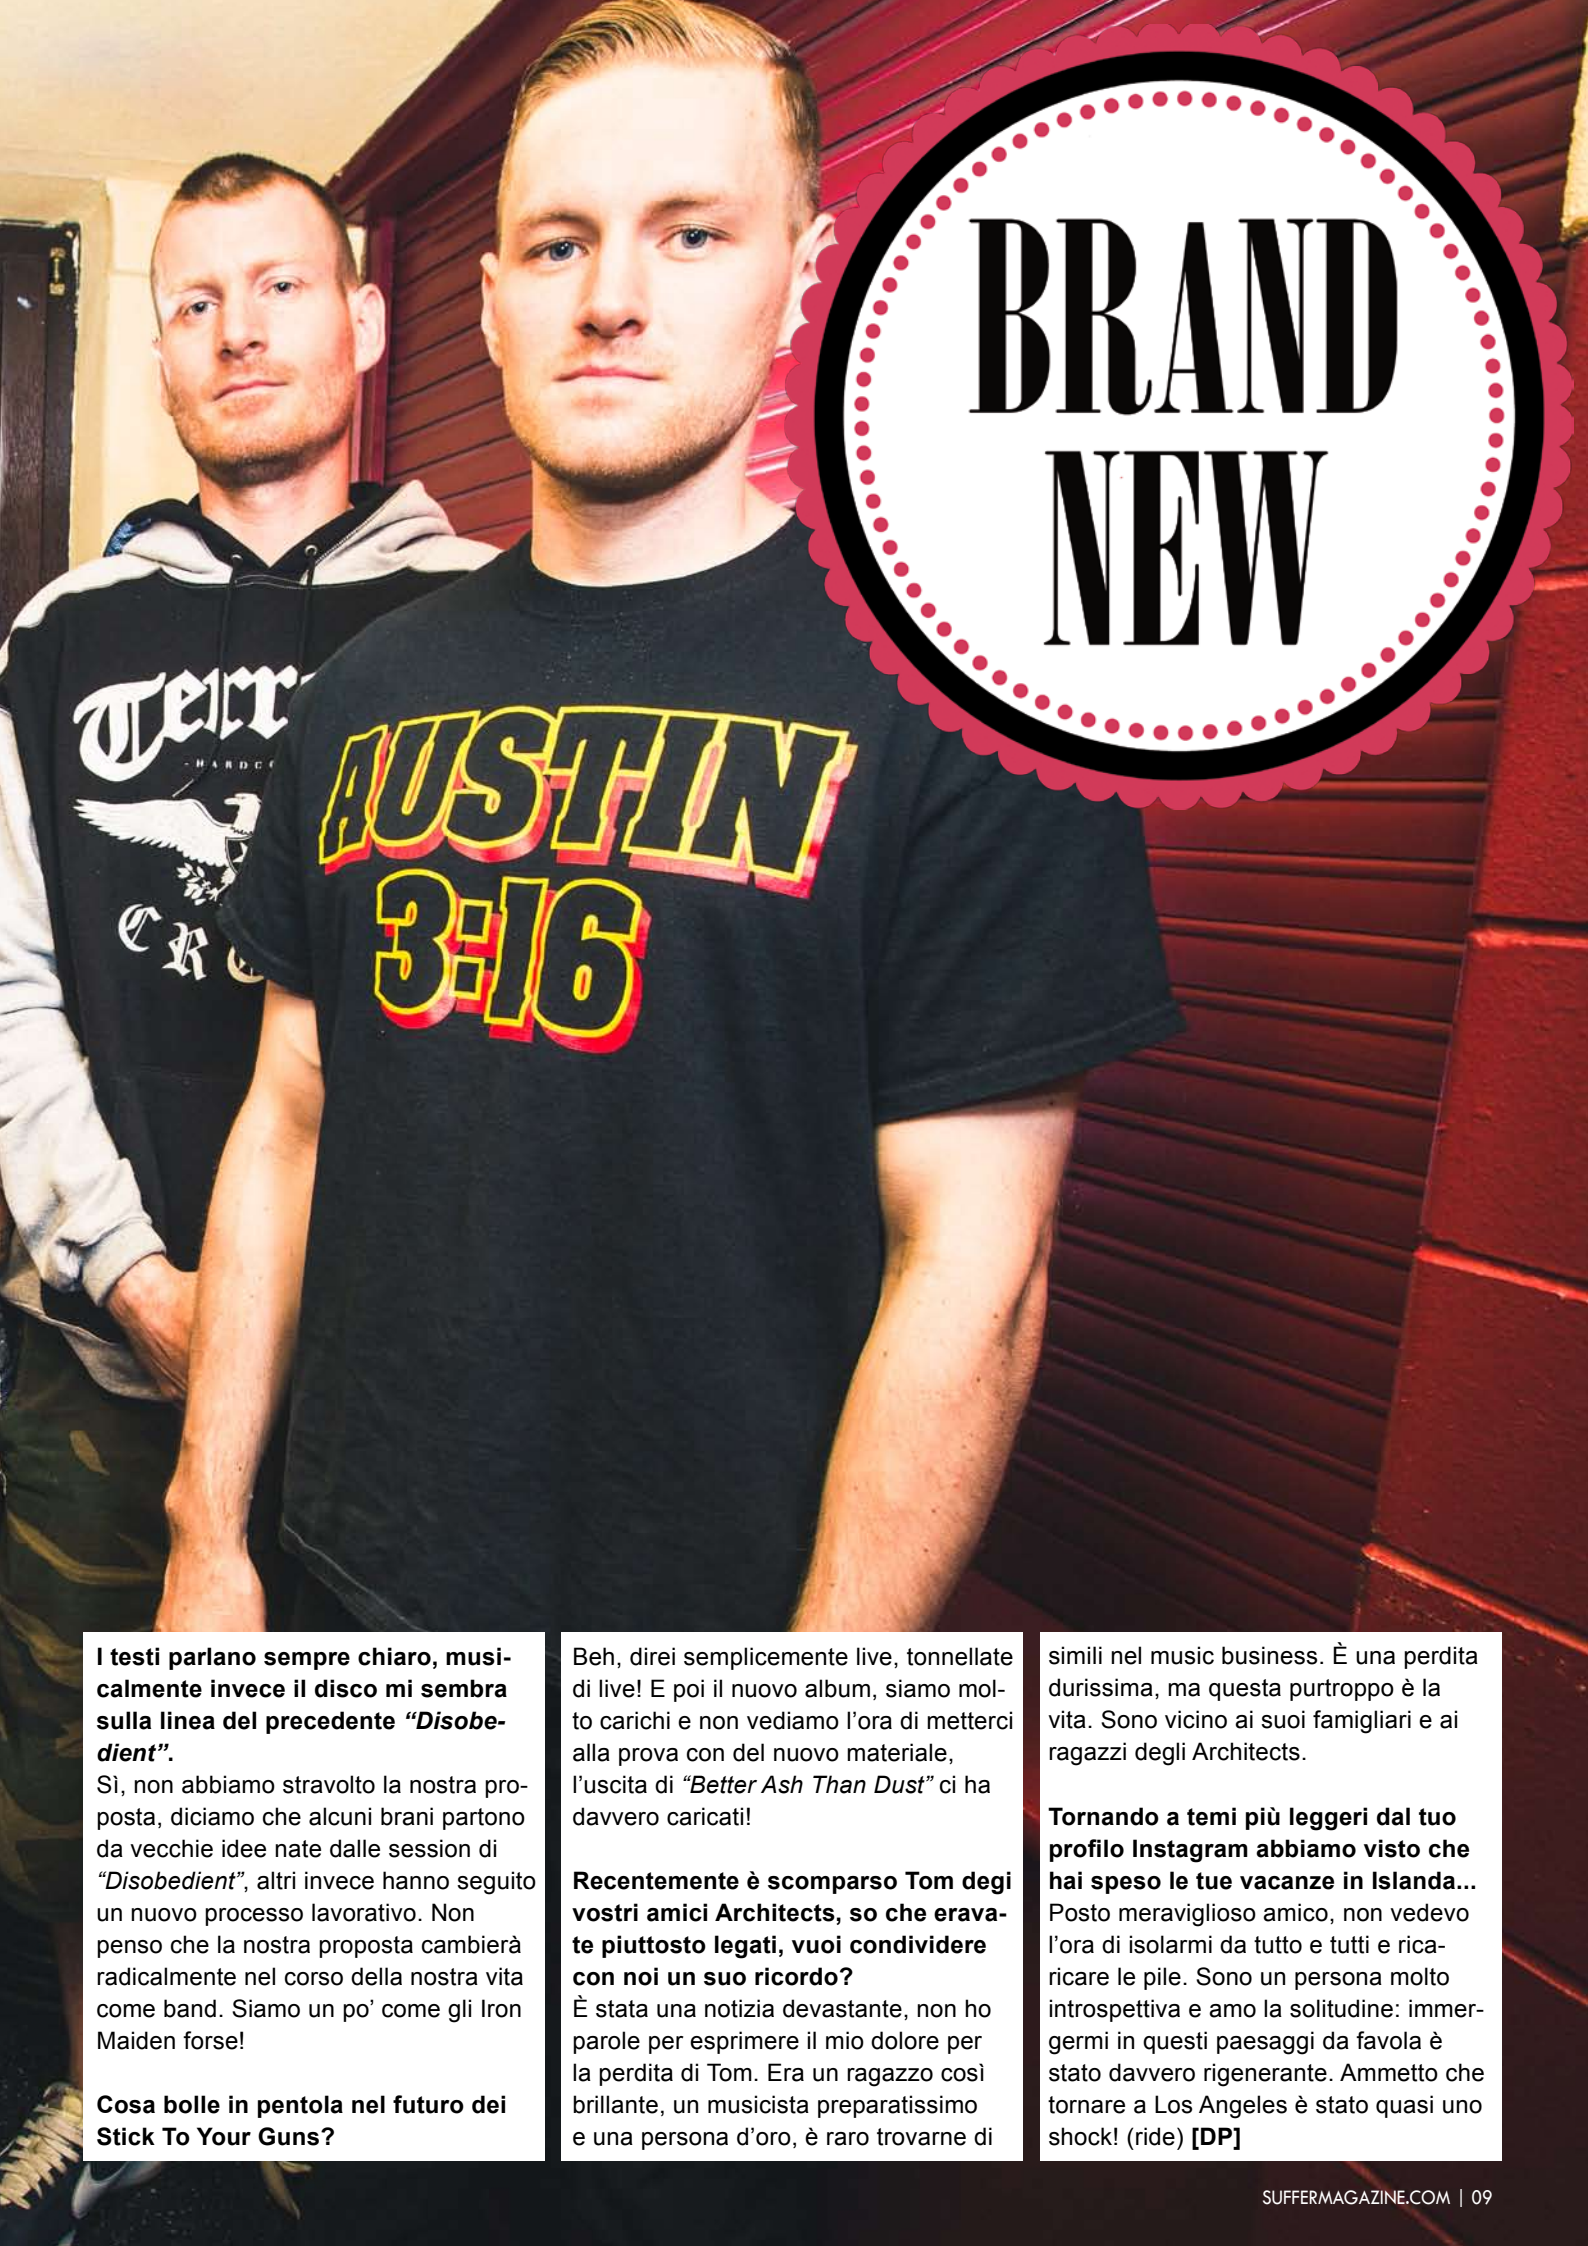 BRAND
NEW
Terr
-HARDCO
CR
AUSTIN
3:16
I testi parlano sempre chiaro, musi-
calmente invece il disco mi sembra
sulla linea del precedente “Disobe-
dient”.
Sì, non abbiamo stravolto la nostra pro-
posta, diciamo che alcuni brani partono
da vecchie idee nate dalle session di
“Disobedient”, altri invece hanno seguito
un nuovo processo lavorativo. Non
penso che la nostra proposta cambierà
radicalmente nel corso della nostra vita
come band. Siamo un po’ come gli Iron
Maiden forse!
Cosa bolle in pentola nel futuro dei
Stick To Your Guns?
Beh, direi semplicemente live, tonnellate
di live! E poi il nuovo album, siamo mol-
to carichi e non vediamo l’ora di metterci
alla prova con del nuovo materiale,
l’uscita di “Better Ash Than Dust” ci ha
davvero caricati!
Recentemente è scomparso Tom degi
vostri amici Architects, so che erava-
te piuttosto legati, vuoi condividere
con noi un suo ricordo?
È stata una notizia devastante, non ho
parole per esprimere il mio dolore per
la perdita di Tom. Era un ragazzo così
brillante, un musicista preparatissimo
e una persona d’oro, è raro trovarne di
simili nel music business. È una perdita
durissima, ma questa purtroppo è la
vita. Sono vicino ai suoi famigliari e ai
ragazzi degli Architects.
Tornando a temi più leggeri dal tuo
profilo Instagram abbiamo visto che
hai speso le tue vacanze in Islanda...
Posto meraviglioso amico, non vedevo
l’ora di isolarmi da tutto e tutti e rica-
ricare le pile. Sono un persona molto
introspettiva e amo la solitudine: immer-
germi in questi paesaggi da favola è
stato davvero rigenerante. Ammetto che
tornare a Los Angeles è stato quasi uno
shock! (ride) [DP]
SUFFERMAGAZINE.COM | 09